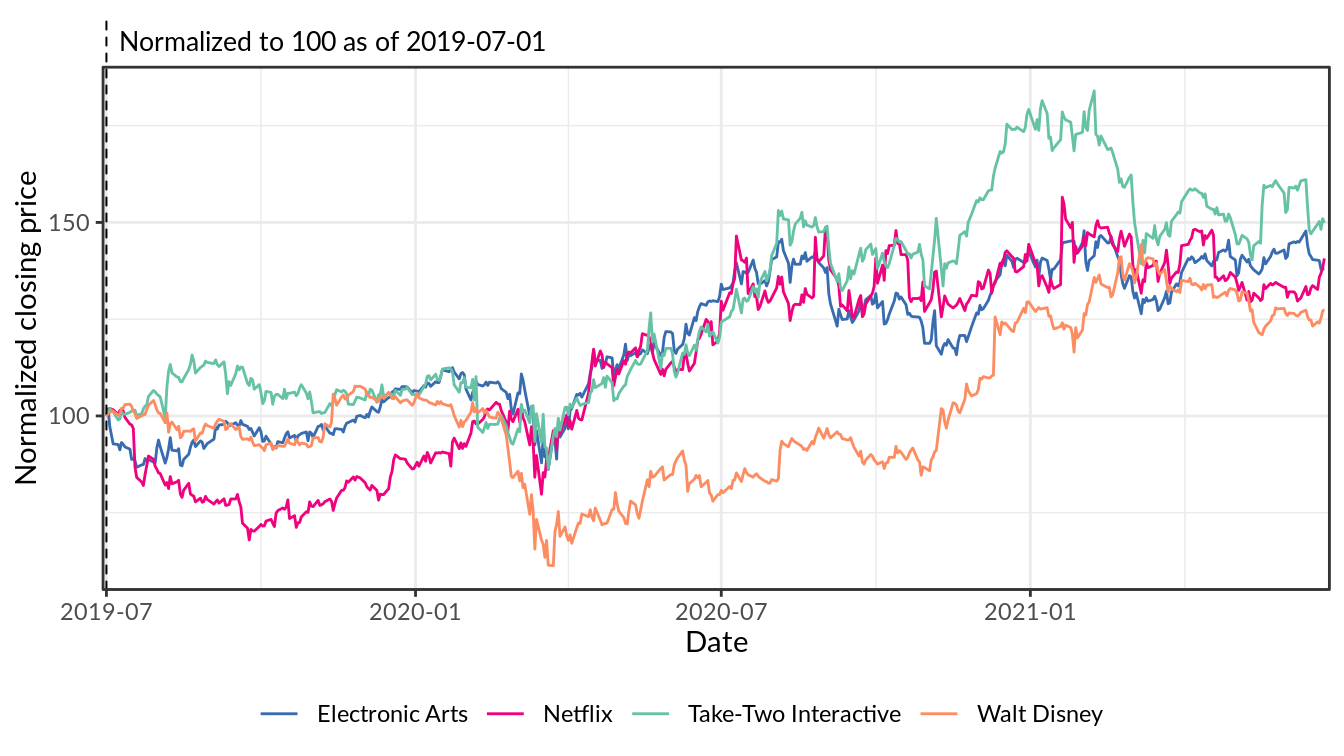 Normalized to 100 as of 2019-07-01
Normalized closing price
150
100
2019-07
2020-01
2020-07
2021-01
Date
Electronic Arts
Netflix
Take-Two Interactive
Walt Disney